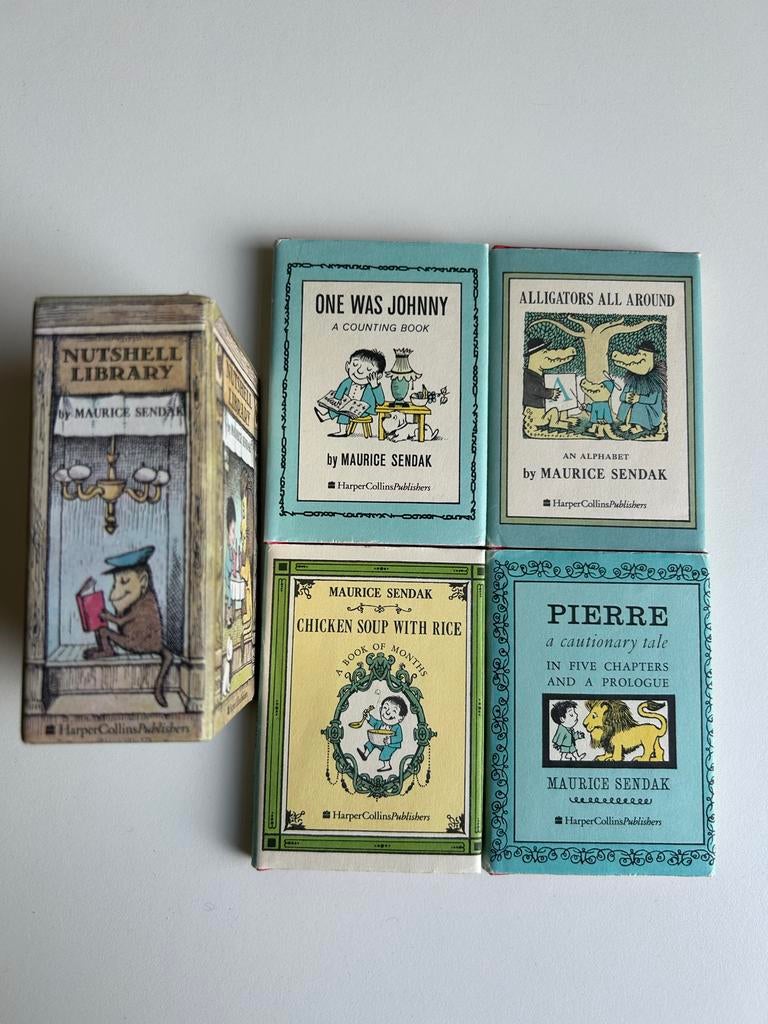 NUTSHELL
LIBRARY
by MAURICE SENDAK
HarperCollinsPublishers
NUTSHELL
LIBRARY
ONE WAS JOHNNY
A COUNTING BOOK
by MAURICE SENDAK
HarperCollinsPublishers
ALLIGATORS ALL AROUND
A
AN ALPHABET
by MAURICE SENDAK
HarperCollinsPublishers
MAURICE SENDAK
CHICKEN SOUP WITH RICE
A BOOK OF MONTHS
HarperCollinsPublishers
PIERRE
a cautionary tale
IN FIVE CHAPTERS
AND A PROLOGUE
MAURICE SENDAK
HarperCollinsPublishers